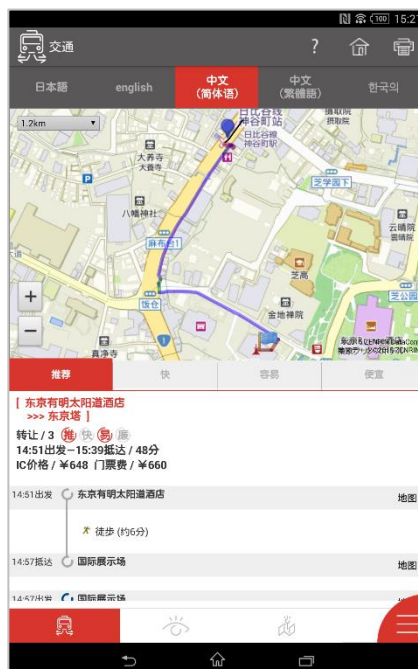 100 15:27
交通
?
日本語
english
中文
(简体语)
中文
(繁體語)
한국의
1.2km
日比谷線
神谷町站
日比谷線
神谷町駅
大养寺
大養寺
八幡神社
芝学园下
麻布台1
饭仓
云晴院
雲晴院
芝高
金地禅院
芝公
真净寺
P
1
+
−
推荐
快
容易
便宜
[ 东京有明太阳道酒店
>>> 东京塔 ]
转让 / 3 推 快 易 廉
14:51出发－15:39抵达 / 48分
IC价格 / ￥648 门票费 / ￥660
14:51出发 东京有明太阳道酒店 地图
徒步 (约6分)
14:57抵达 国际展示场 地图
14:57出发 国际展示场